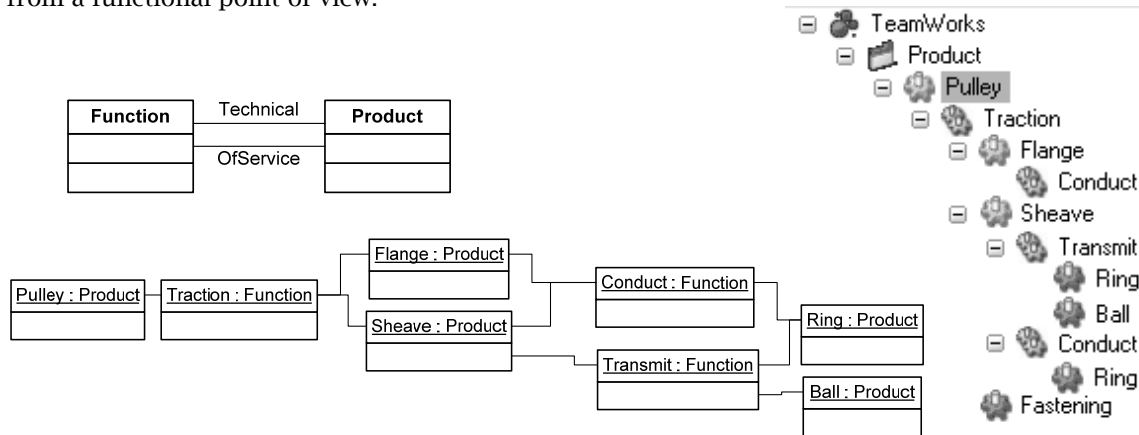 from a functional point of view.
Function
Technical
Product
OfService
Pulley : Product
Traction : Function
Flange : Product
Sheave : Product
Conduct : Function
Transmit : Function
Ring : Product
Ball : Product
TeamWorks
Product
Pulley
Traction
Flange
Conduct
Sheave
Transmit
Ring
Ball
Conduct
Ring
Fastening